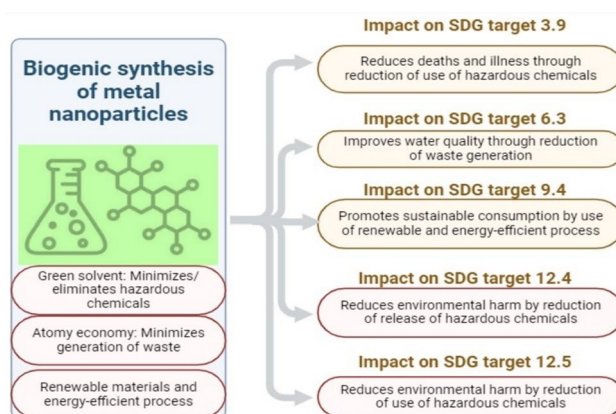 Biogenic synthesis
of metal
nanoparticles
Green solvent: Minimizes/
eliminates hazardous
chemicals
Atomy economy: Minimizes
generation of waste
Renewable materials and
energy-efficient process
Impact on SDG target 3.9
Reduces deaths and illness through
reduction of use of hazardous chemicals
Impact on SDG target 6.3
Improves water quality through reduction
of waste generation
Impact on SDG target 9.4
Promotes sustainable consumption by use
of renewable and energy-efficient process
Impact on SDG target 12.4
Reduces environmental harm by reduction
of release of hazardous chemicals
Impact on SDG target 12.5
Reduces environmental harm by reduction
of use of hazardous chemicals